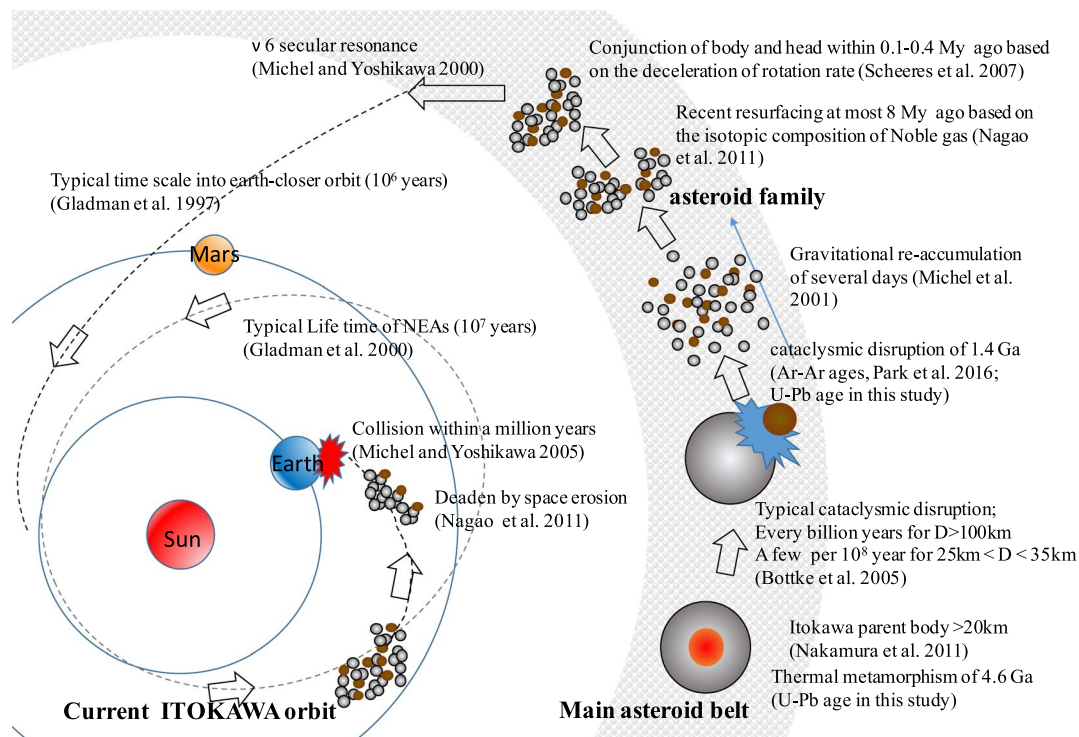 ν 6 secular resonance
(Michel and Yoshikawa 2000)
Conjunction of body and head within 0.1-0.4 My ago based
on the deceleration of rotation rate (Scheeres et al. 2007)
Recent resurfacing at most 8 My ago based on
the isotopic composition of Noble gas (Nagao
et al. 2011)
asteroid family
Typical time scale into earth-closer orbit (10⁶ years)
(Gladman et al. 1997)
Mars
Gravitational re-accumulation
of several days (Michel et al.
2001)
Typical Life time of NEAs (10⁷ years)
(Gladman et al. 2000)
cataclysmic disruption of 1.4 Ga
(Ar-Ar ages, Park et al. 2016;
U-Pb age in this study)
Collision within a million years
(Michel and Yoshikawa 2005)
Earth
Deaden by space erosion
(Nagao et al. 2011)
Sun
Typical cataclysmic disruption;
Every billion years for D>100km
A few per 10⁸ year for 25km < D < 35km
(Bottke et al. 2005)
Itokawa parent body >20km
(Nakamura et al. 2011)
Thermal metamorphism of 4.6 Ga
(U-Pb age in this study)
Current ITOKAWA orbit
Main asteroid belt